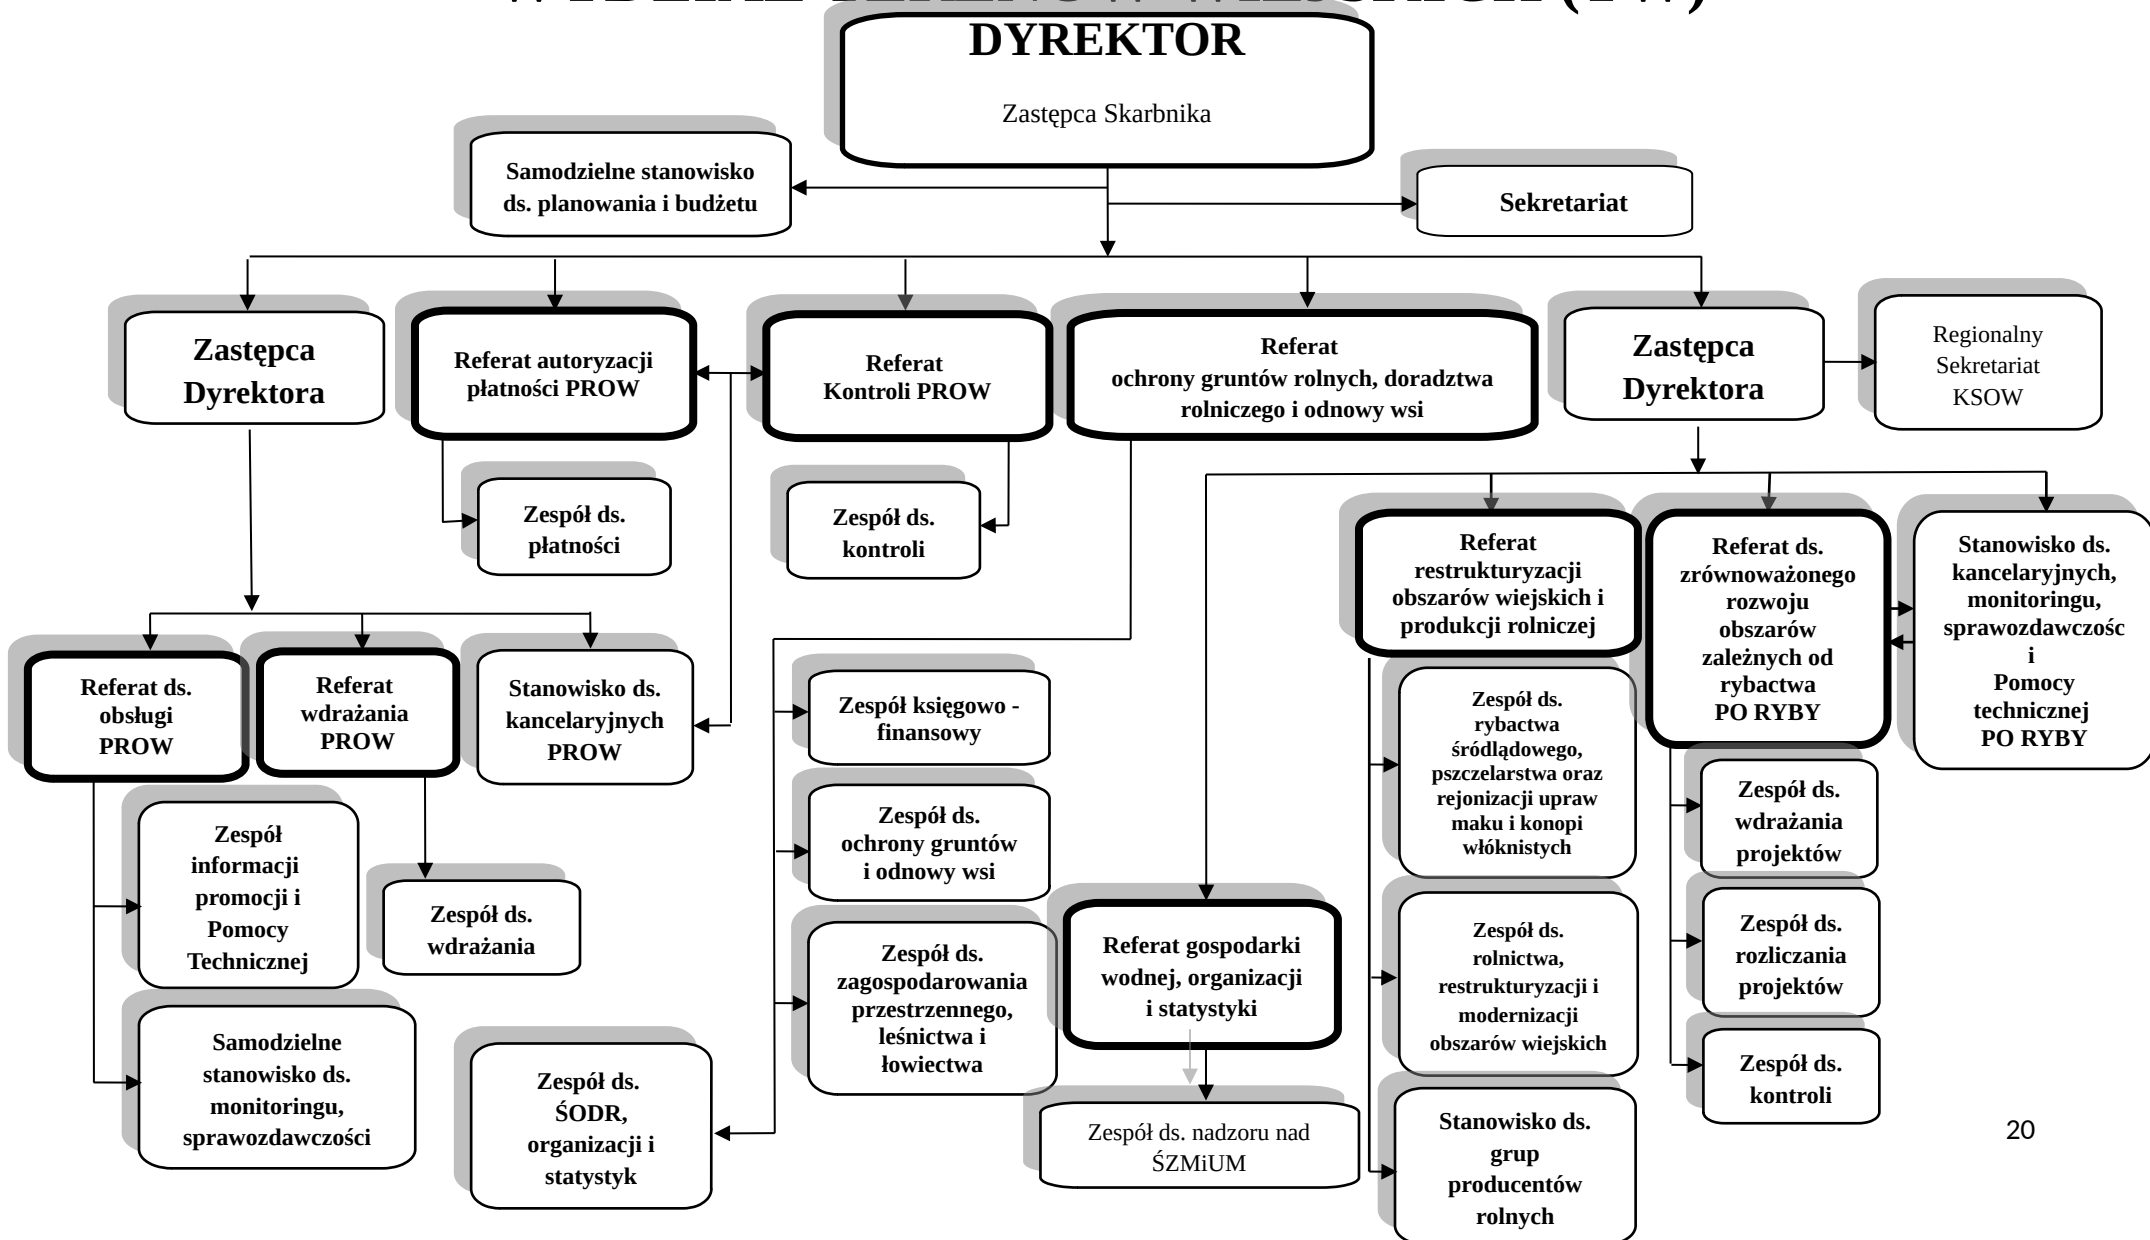 DYREKTOR
Zastępca Skarbnika
Samodzielne stanowisko
ds. planowania i budżetu
Sekretariat
Zastępca
Dyrektora
Referat autoryzacji
płatności PROW
Referat
Kontroli PROW
Referat
ochrony gruntów rolnych, doradztwa
rolniczego i odnowy wsi
Zastępca
Dyrektora
Regionalny
Sekretariat
KSOW
Zespół ds.
płatności
Zespół ds.
kontroli
Referat
restrukturyzacji
obszarów wiejskich i
produkcji rolniczej
Referat ds.
zrównoważonego
rozwoju
obszarów
zależnych od
rybactwa
PO RYBY
Stanowisko ds.
kancelaryjnych,
monitoringu,
sprawozdawczośc
i
Pomocy
technicznej
PO RYBY
Referat ds.
obsługi
PROW
Referat
wdrażania
PROW
Stanowisko ds.
kancelaryjnych
PROW
Zespół księgowo -
finansowy
Zespół ds.
ochrony gruntów
i odnowy wsi
Zespół ds.
zagospodarowania
przestrzennego,
leśnictwa i
łowiectwa
Zespół ds.
rybactwa
śródlądowego,
pszczelarstwa oraz
rejonizacji upraw
maku i konopi
włóknistych
Zespół ds.
wdrażania
projektów
Zespół
informacji
promocji i
Pomocy
Technicznej
Zespół ds.
wdrażania
Referat gospodarki
wodnej, organizacji
i statystyki
Zespół ds.
rolnictwa,
restrukturyzacji i
modernizacji
obszarów wiejskich
Zespół ds.
rozliczania
projektów
Samodzielne
stanowisko ds.
monitoringu,
sprawozdawczości
Zespół ds.
ŚODR,
organizacji i
statystyk
Zespół ds. nadzoru nad
ŚZMiUM
Stanowisko ds.
grup
producentów
rolnych
Zespół ds.
kontroli
20